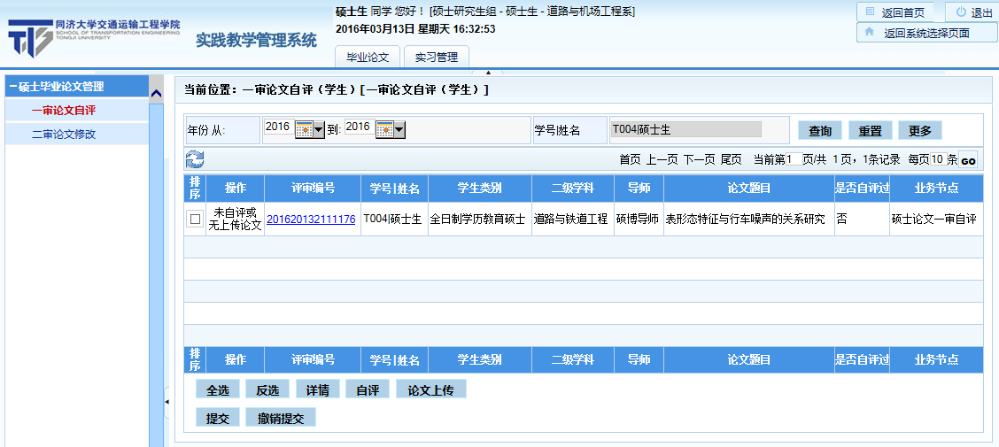 同济大学交通运输工程学院
SCHOOL OF TRANSPORTATION ENGINEERING
TONGJI UNIVERSITY
实践教学管理系统
硕士生 同学 您好！ [硕士研究生组 - 硕士生 - 道路与机场工程系]
2016年03月13日 星期天 16:32:53
返回首页 退出
返回系统选择页面
毕业论文 实习管理
硕士毕业论文管理
一审论文自评
二审论文修改
当前位置：一审论文自评（学生）[一审论文自评（学生）]
年份 从: 2016 到: 2016 学号|姓名 T004|硕士生 查询 重置 更多
首页 上一页 下一页 尾页 当前第1页/共 1页，1条记录 每页10条 GO
排序 操作 评审编号 学号|姓名 学生类别 二级学科 导师 论文题目 是否自评过 业务节点
未自评或
无上传论文 201620132111176 T004|硕士生 全日制学历教育硕士 道路与铁道工程 硕博导师 表形态特征与行车噪声的关系研究 否 硕士论文一审自评
排序 操作 评审编号 学号|姓名 学生类别 二级学科 导师 论文题目 是否自评过 业务节点
全选 反选 详情 自评 论文上传
提交 撤销提交